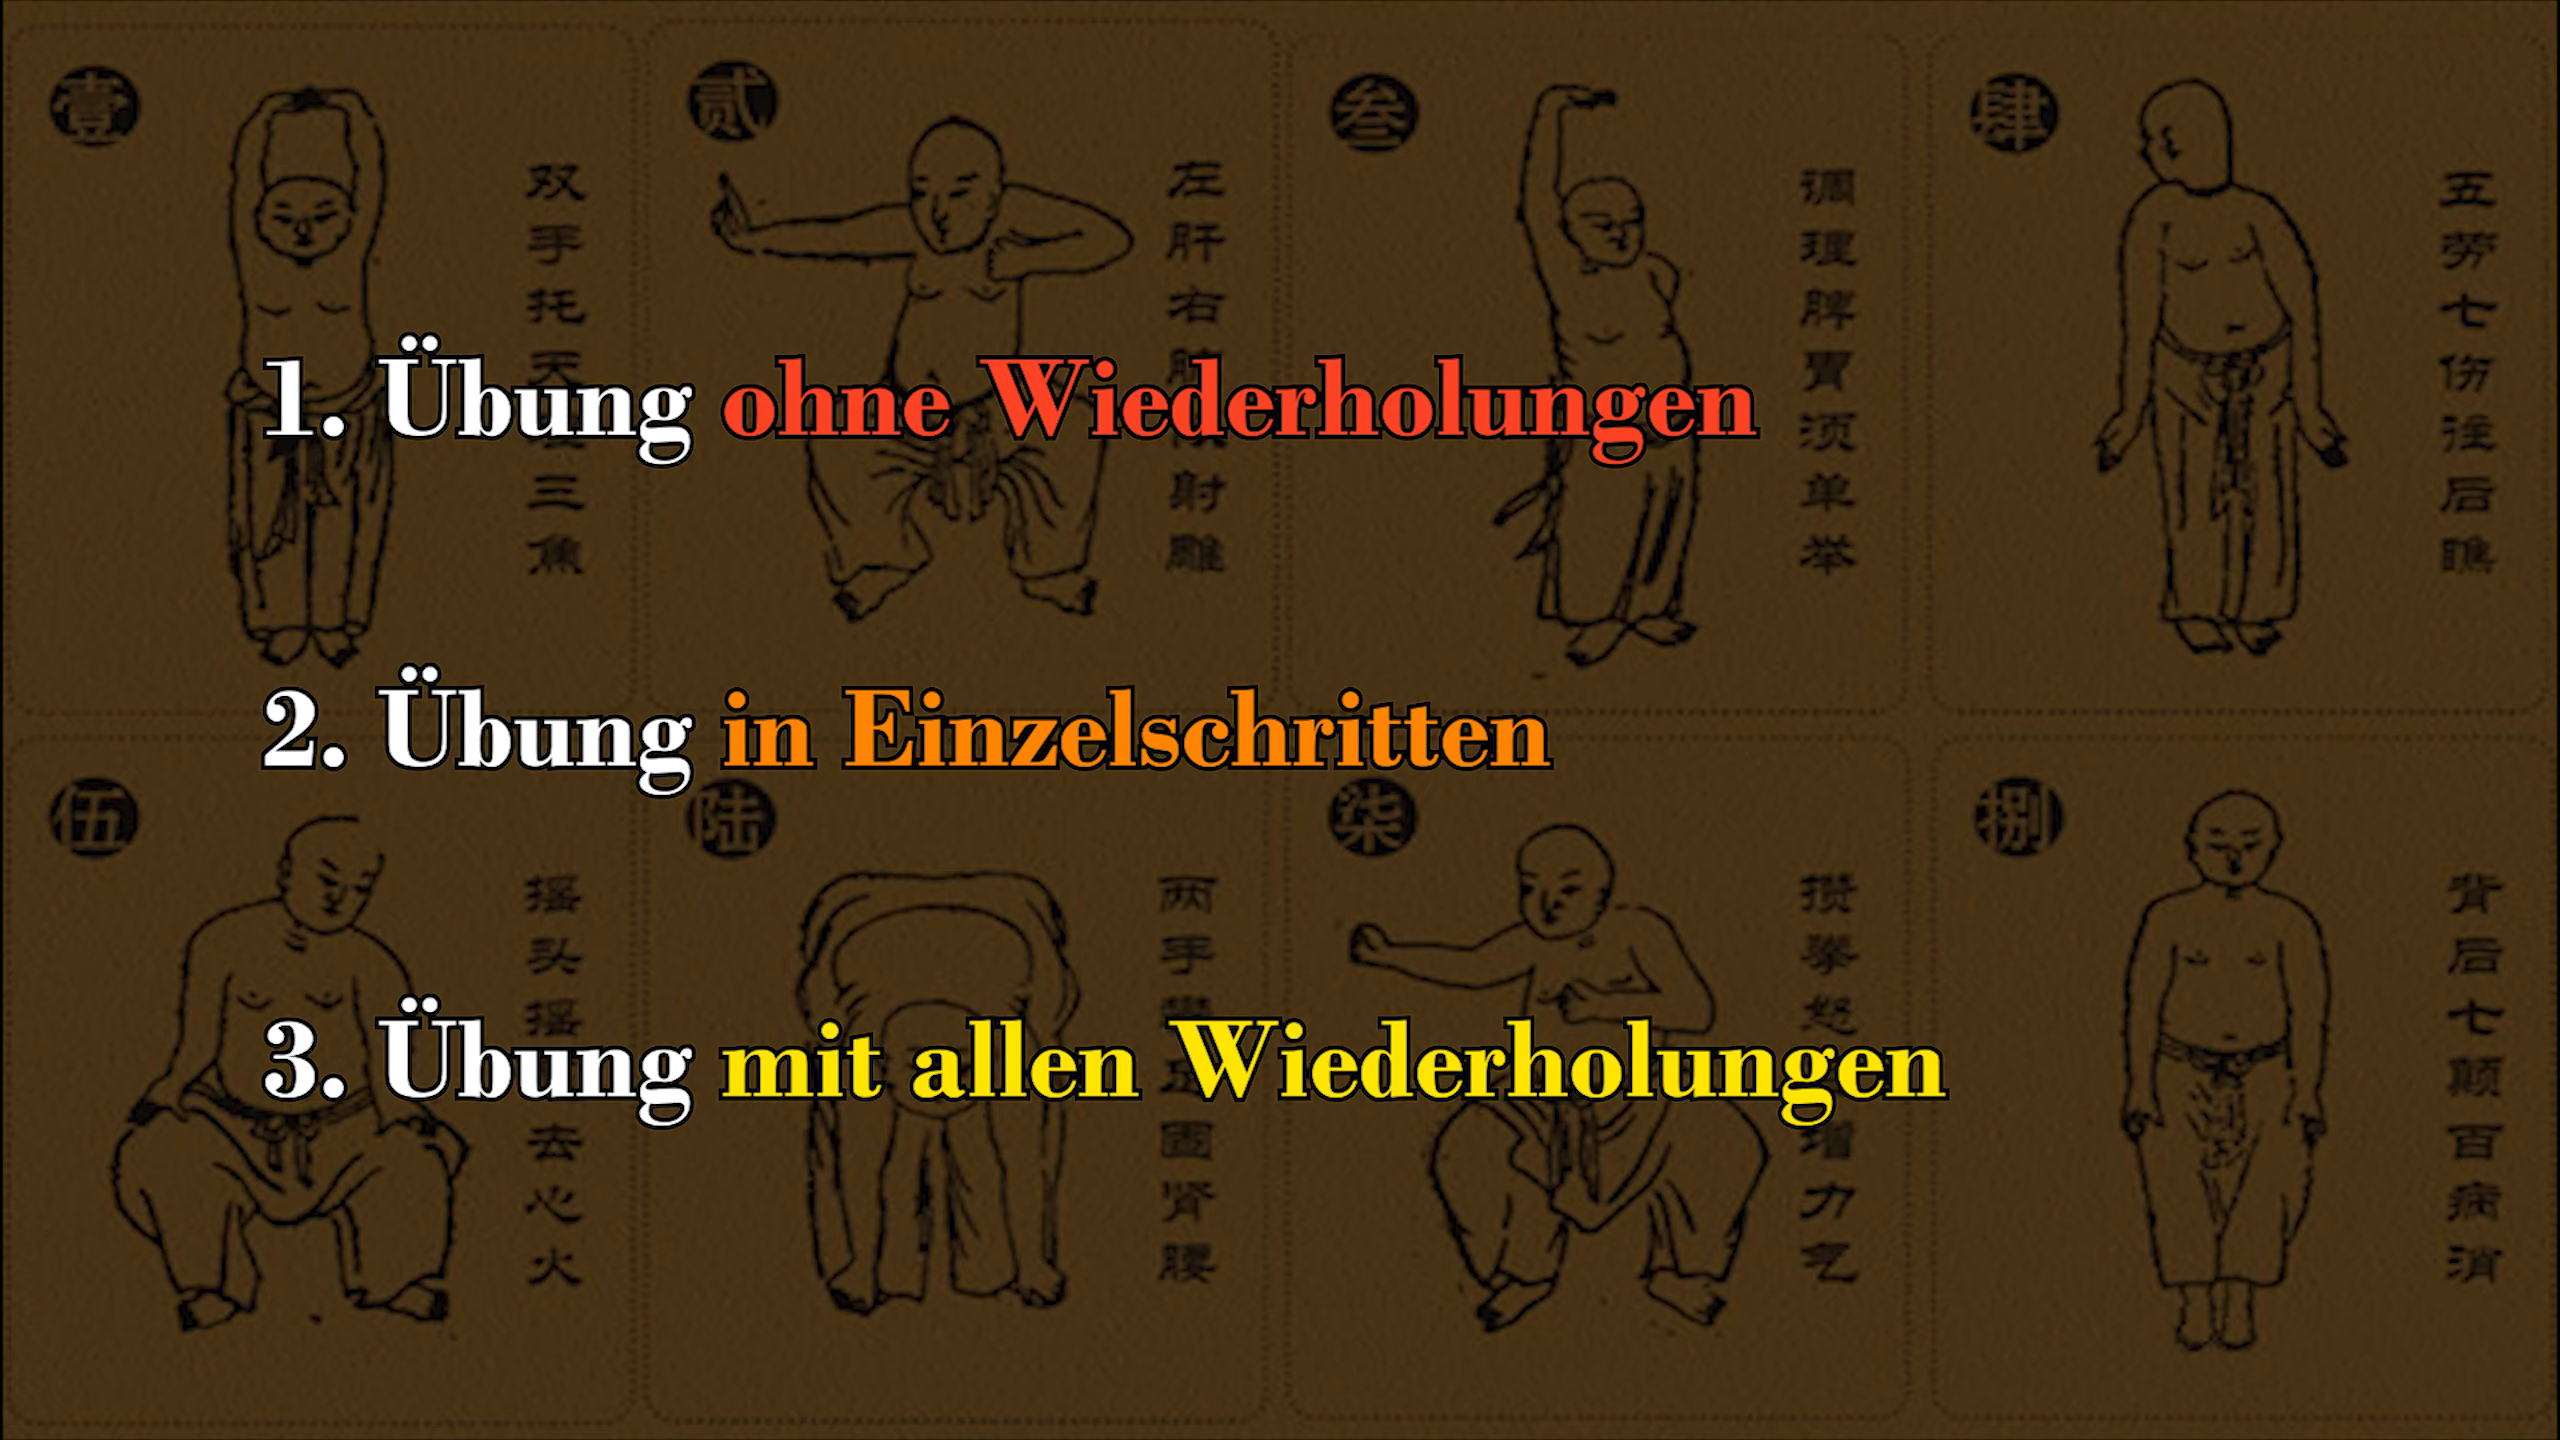 壹
双手托天 三焦
贰
左肝右 射雕
叁
调理脾胃须单举
肆
五劳七伤往后瞧
1. Übung ohne Wiederholungen
2. Übung in Einzelschritten
3. Übung mit allen Wiederholungen
伍
摇头摆 去心火
陆
两手 固肾腰
柒
攒拳怒 增力气
捌
背后七颠百病消